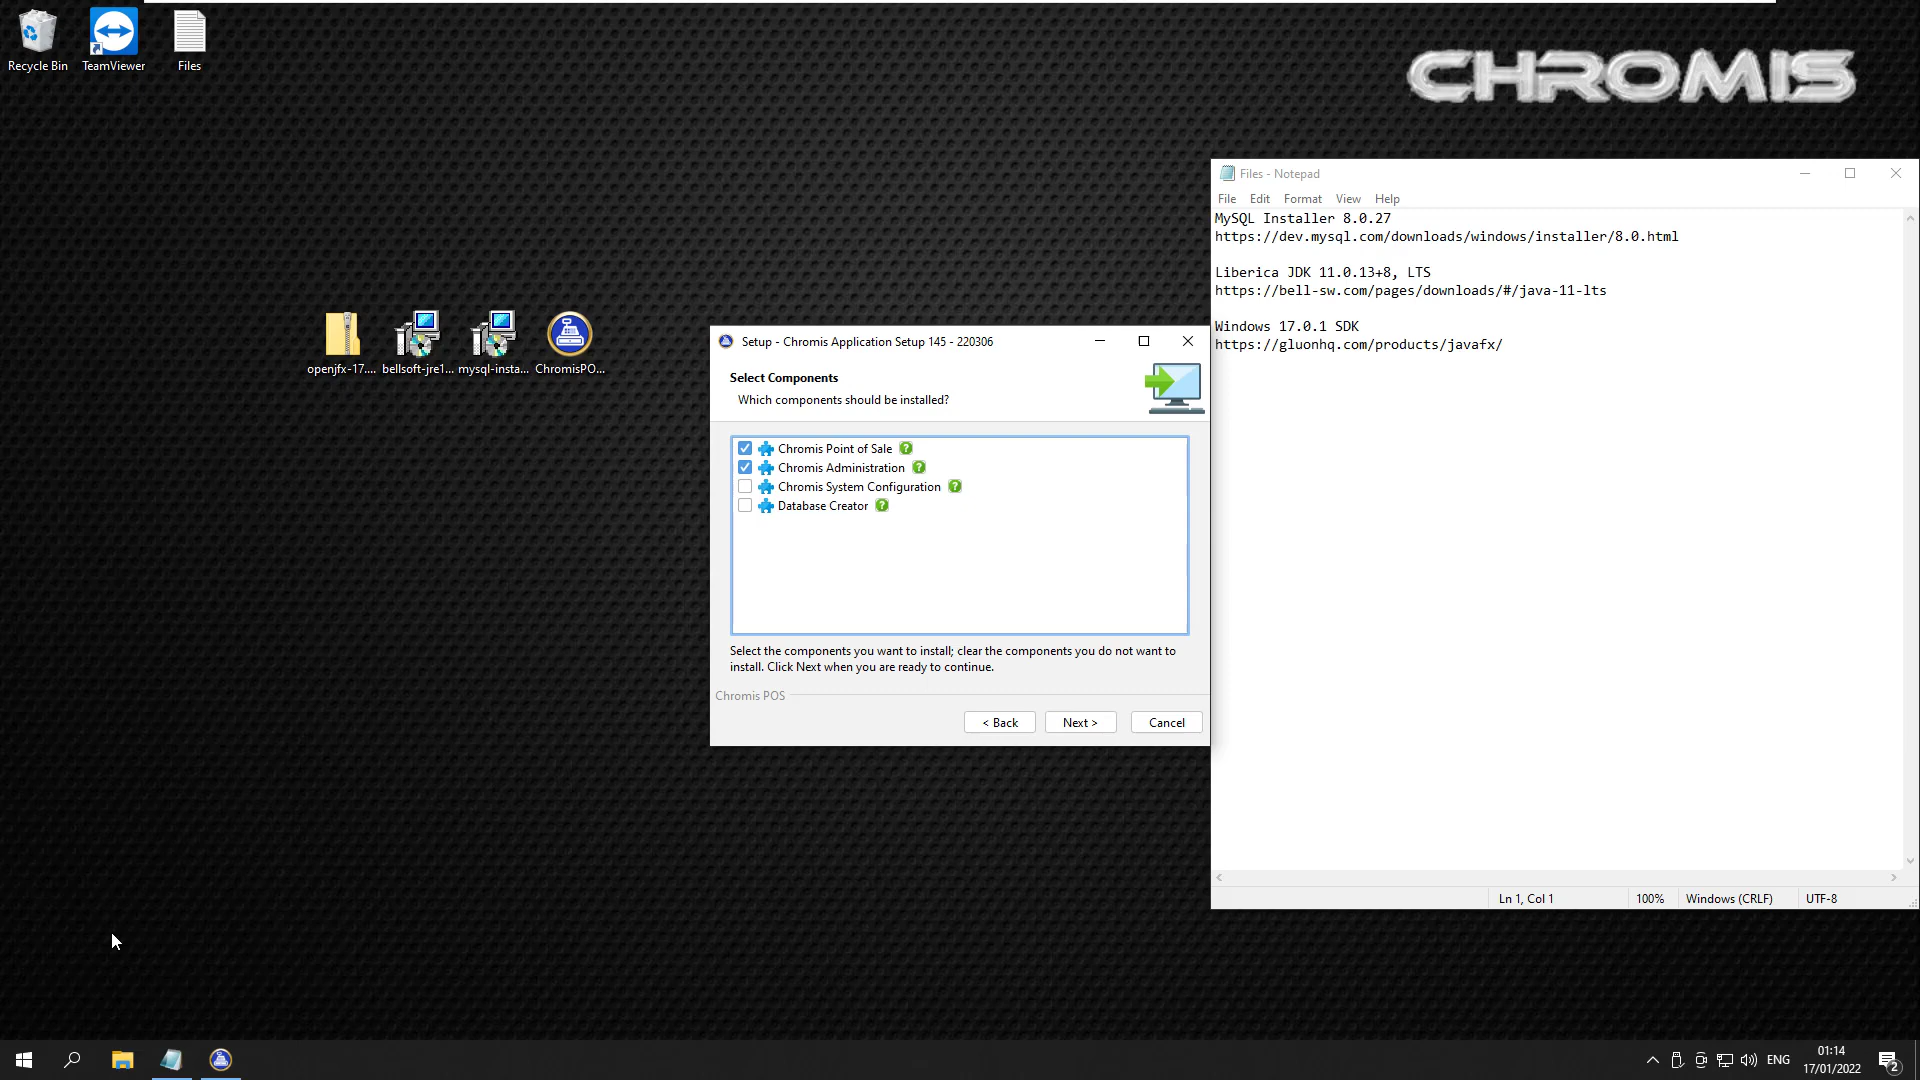 Recycle Bin
TeamViewer
Files
CHROMIS
Files - Notepad
File Edit Format View Help
MySQL Installer 8.0.27
https://dev.mysql.com/downloads/windows/installer/8.0.html
Liberica JDK 11.0.13+8, LTS
https://bell-sw.com/pages/downloads/#/java-11-lts
Windows 17.0.1 SDK
https://gluonhq.com/products/javafx/
Ln 1, Col 1
100%
Windows (CRLF)
UTF-8
openjfx-17....
bellsoft-jre1...
mysql-insta...
ChromisPO...
Setup - Chromis Application Setup 145 - 220306
Select Components
Which components should be installed?
Chromis Point of Sale ?
Chromis Administration ?
Chromis System Configuration ?
Database Creator ?
Select the components you want to install; clear the components you do not want to
install. Click Next when you are ready to continue.
Chromis POS
< Back
Next >
Cancel
ENG
01:14
17/01/2022
2